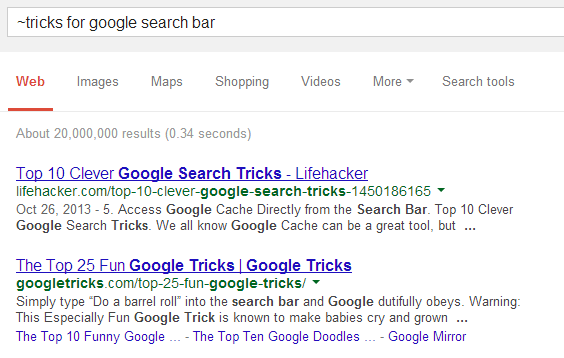 ~tricks for google search bar
Web Images Maps Shopping Videos More Search tools
About 20,000,000 results (0.34 seconds)
Top 10 Clever Google Search Tricks - Lifehacker
lifehacker.com/top-10-clever-google-search-tricks-1450186165
Oct 26, 2013 - 5. Access Google Cache Directly from the Search Bar. Top 10 Clever
Google Search Tricks. We all know Google Cache can be a great tool, but ...
The Top 25 Fun Google Tricks | Google Tricks
googletricks.com/top-25-fun-google-tricks/
Simply type “Do a barrel roll” into the search bar and Google dutifully obeys. Warning:
This Especially Fun Google Trick is known to make babies cry and grown ...
The Top 10 Funny Google ... - The Top Ten Google Doodles ... - Google Mirror